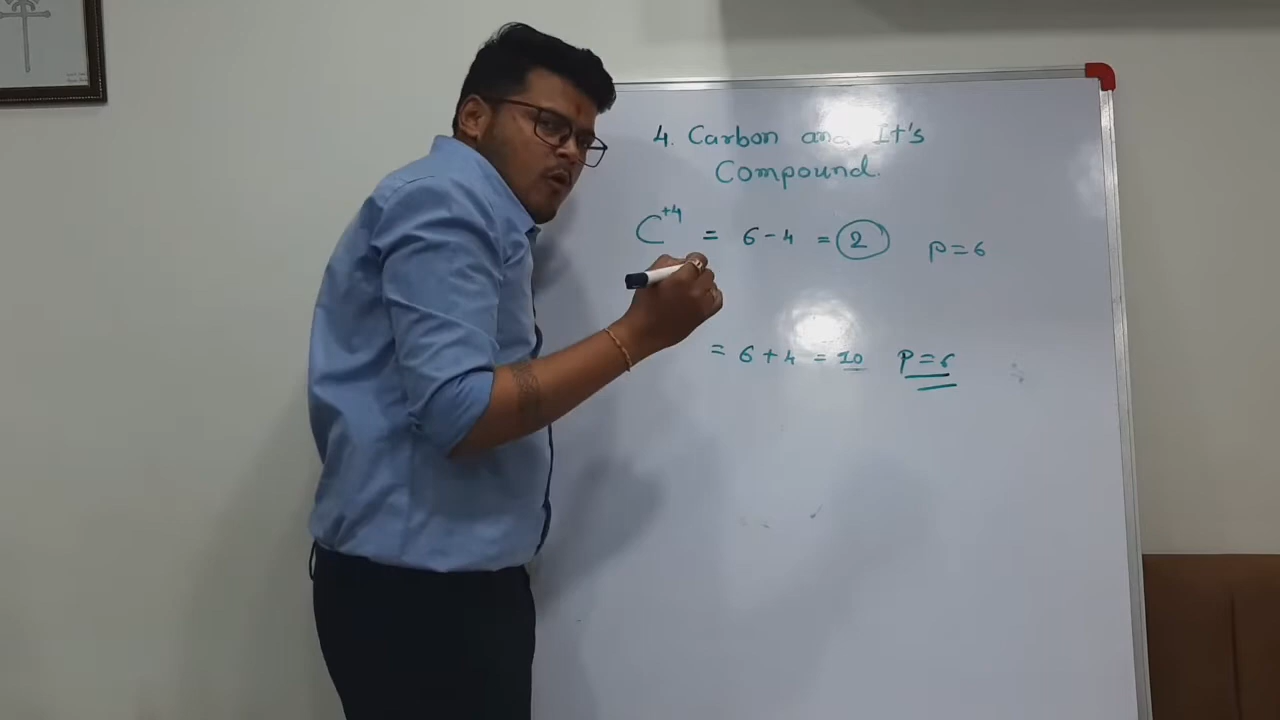 4. Carbon and It's
Compound.
C+4 = 6-4 = 2 P=6
= 6+4 = 10 P=6